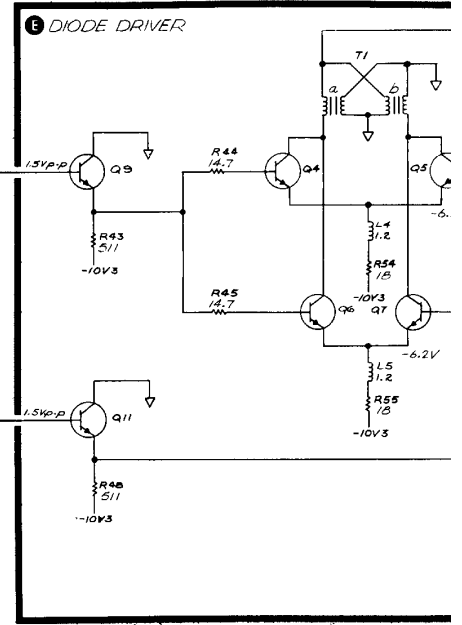 E DIODE DRIVER
T1
a
b
1.5Vp-p
Q9
R44
14.7
Q4
Q5
R43
511
-10V3
L4
1.2
-6.
R54
18
-10V3
R45
14.7
Q6
Q7
-6.2V
L5
1.2
R55
18
-10V3
1.5Vp-p
Q11
R48
511
-10V3